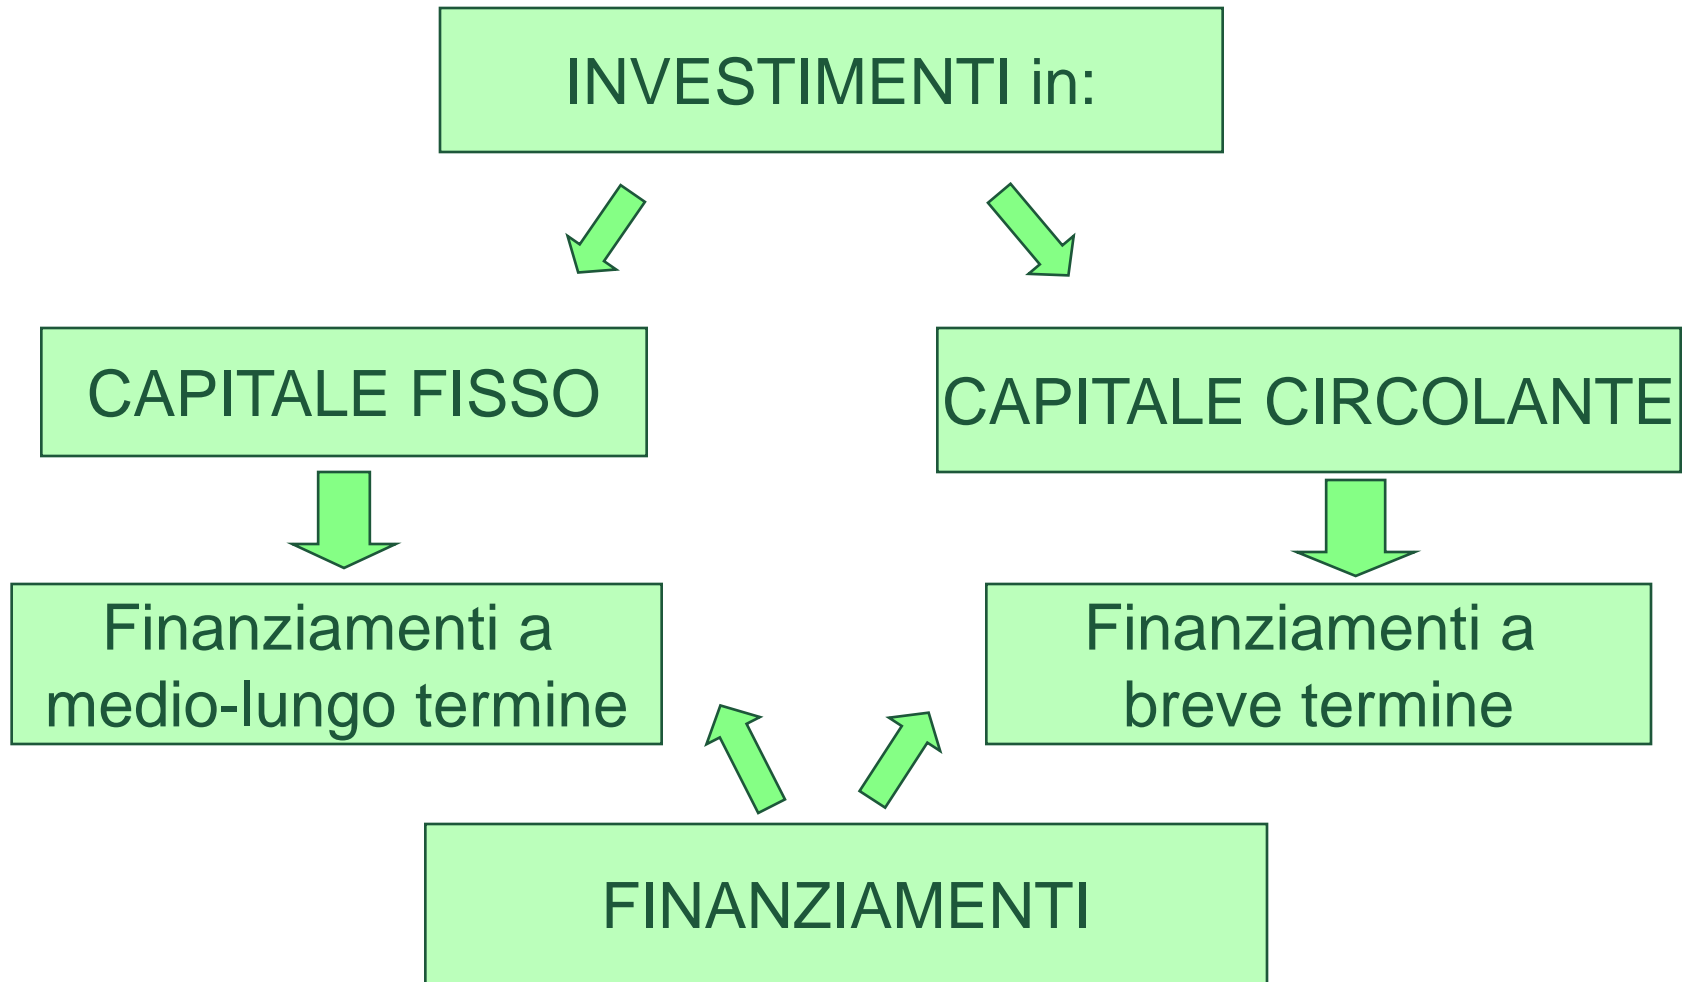 INVESTIMENTI in:
CAPITALE FISSO
CAPITALE CIRCOLANTE
Finanziamenti a
medio-lungo termine
Finanziamenti a
breve termine
FINANZIAMENTI